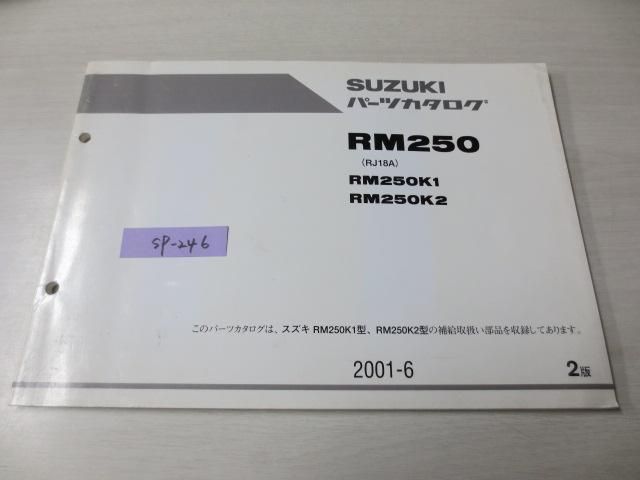 SUZUKI
パーツカタログ
RM250
(RJ18A)
RM250K1
RM250K2
SP-246
このパーツカタログは、スズキ RM250K1型、RM250K2型の補給取扱い部品を収録してあります。
2001-6
2版